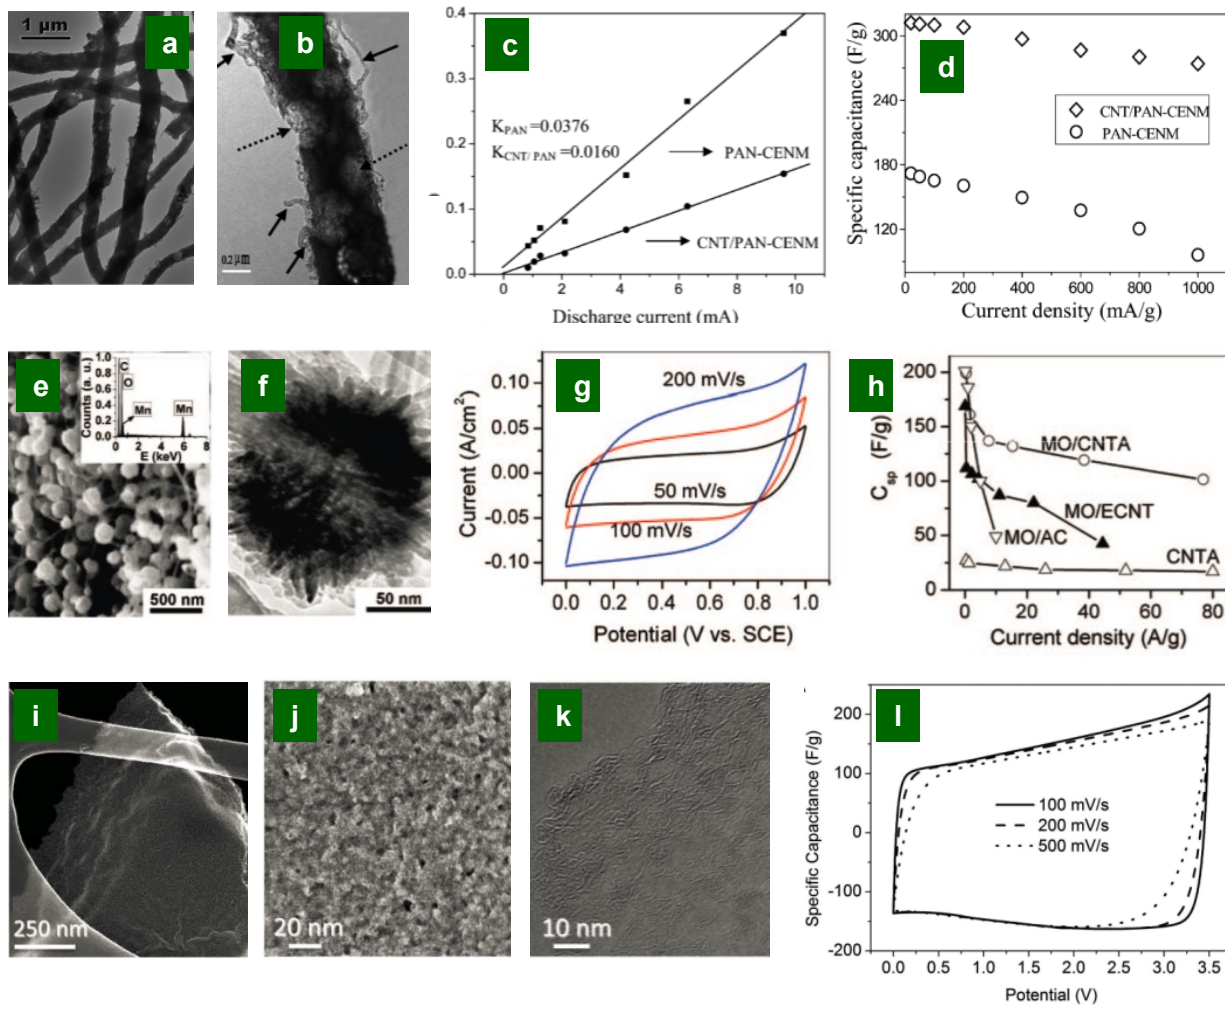 1 μm
a
0.2 μm
b
c
0.4
0.3
0.2
0.1
0.0
K PAN =0.0376
K CNT/ PAN =0.0160
PAN-CENM
CNT/PAN-CENM
0
2
4
6
8
10
Discharge current (mA)
d
Specific capacitance (F/g)
300
240
180
120
CNT/PAN-CENM
PAN-CENM
0
200
400
600
800
1000
Current density (mA/g)
e
Counts (a. u.)
1.0
0.8
0.6
0.4
0.2
0.0
C
O
Mn
Mn
0
2
4
6
8
E (keV)
500 nm
f
50 nm
g
Current (A/cm²)
0.10
0.05
0.00
-0.05
-0.10
200 mV/s
50 mV/s
100 mV/s
0.0
0.2
0.4
0.6
0.8
1.0
Potential (V vs. SCE)
h
Csp (F/g)
200
150
100
50
0
MO/CNTA
MO/ECNT
MO/AC
CNTA
0
20
40
60
80
Current density (A/g)
i
250 nm
j
20 nm
k
10 nm
l
Specific Capacitance (F/g)
200
100
0
-100
-200
100 mV/s
200 mV/s
500 mV/s
0.0
0.5
1.0
1.5
2.0
2.5
3.0
3.5
Potential (V)